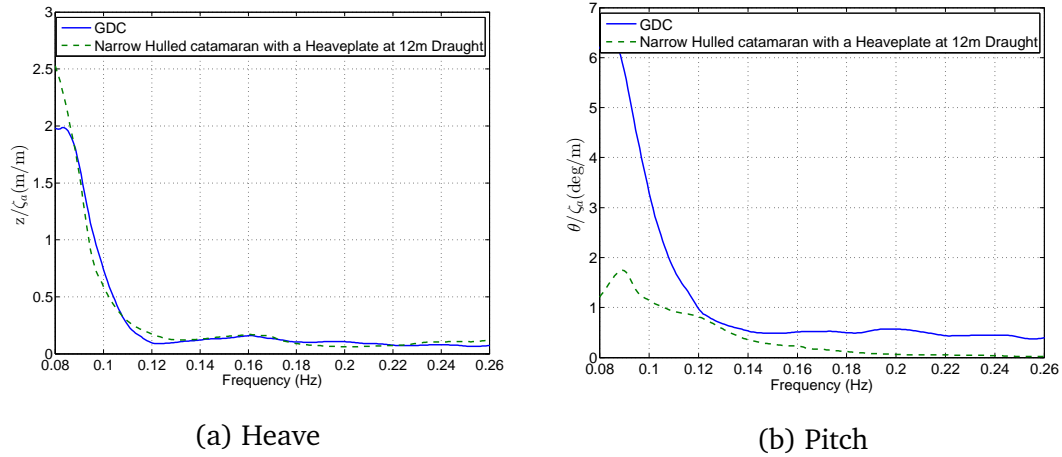 GDC
Narrow Hulled catamaran with a Heaveplate at 12m Draught
3
2.5
2
1.5
1
0.5
0
z/ζa(m/m)
0.08 0.1 0.12 0.14 0.16 0.18 0.2 0.22 0.24 0.26
Frequency (Hz)
(a) Heave
GDC
Narrow Hulled catamaran with a Heaveplate at 12m Draught
7
6
5
4
3
2
1
0
θ/ζa(deg/m)
0.08 0.1 0.12 0.14 0.16 0.18 0.2 0.22 0.24 0.26
Frequency (Hz)
(b) Pitch